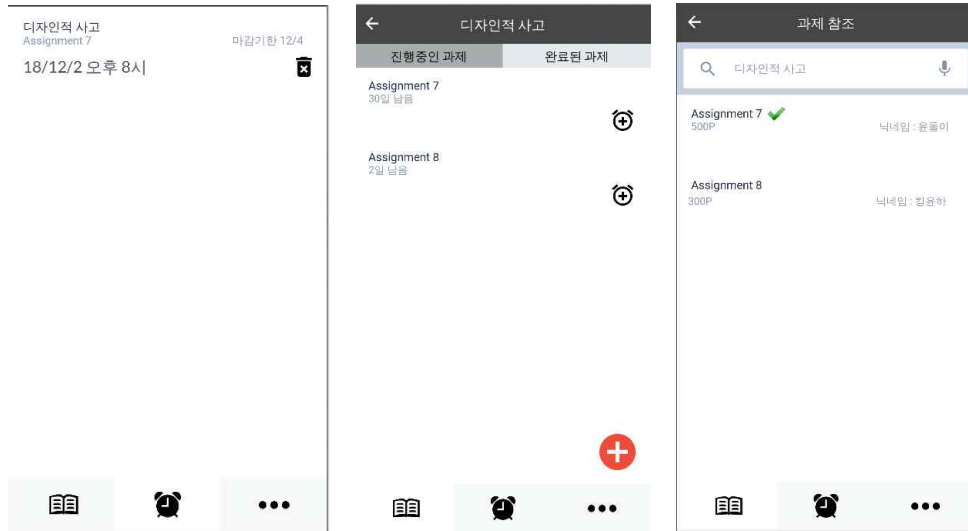 디자인적 사고
Assignment 7
마감기한 12/4
18/12/2 오후 8시
디자인적 사고
진행중인 과제
완료된 과제
Assignment 7
30일 남음
Assignment 8
2일 남음
과제 참조
디자인적 사고
Assignment 7
500P
닉네임 : 윤돌이
Assignment 8
300P
닉네임 : 킹윤하